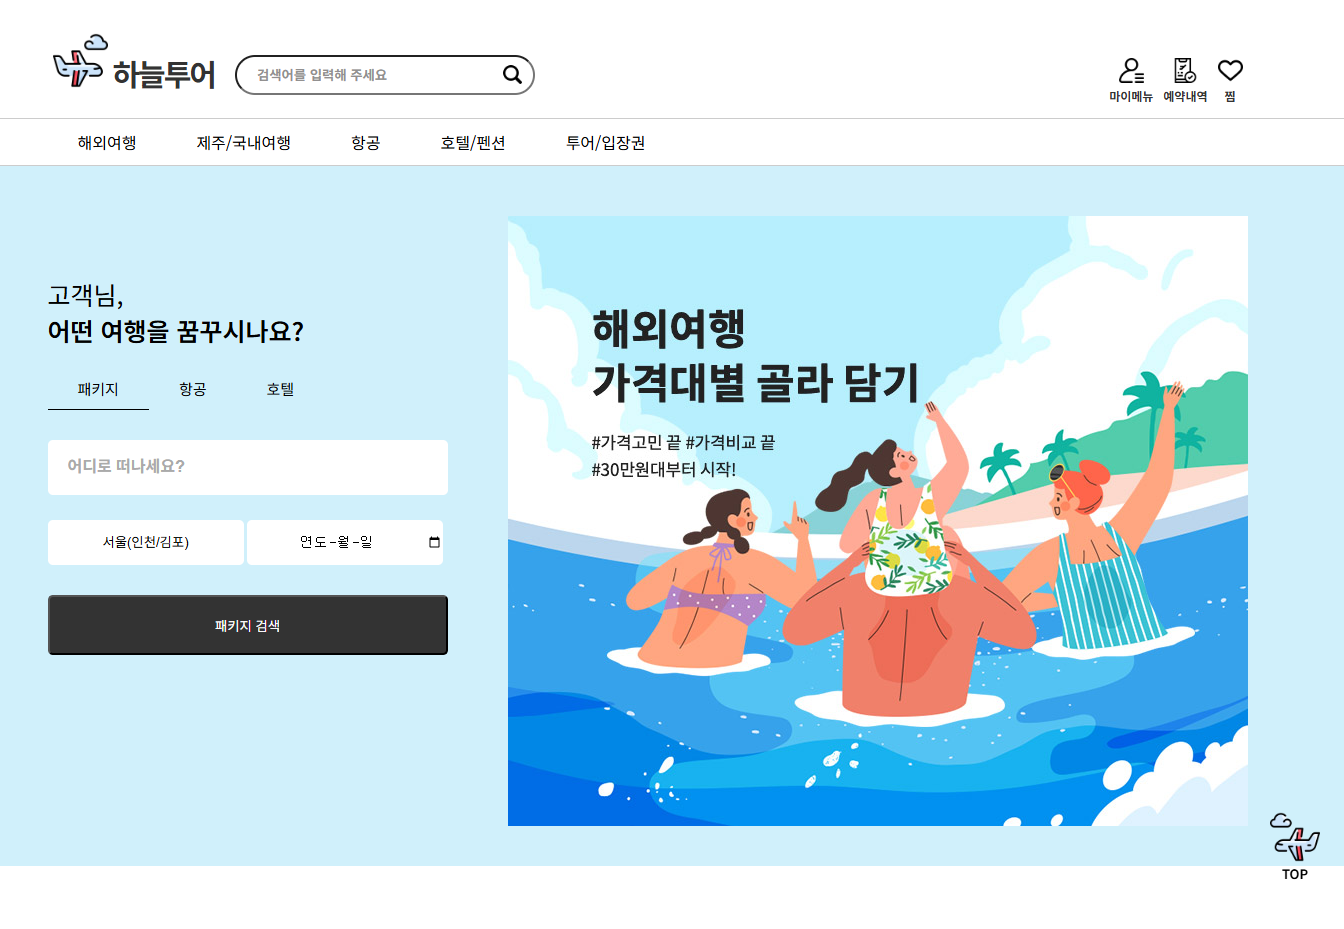 하늘투어
검색어를 입력해 주세요
마이메뉴 예약내역 찜
해외여행 제주/국내여행 항공 호텔/펜션 투어/입장권
고객님,
어떤 여행을 꿈꾸시나요?
패키지 항공 호텔
어디로 떠나세요?
서울(인천/김포) 연도-월-일
패키지 검색
해외여행
가격대별 골라 담기
#가격고민 끝 #가격비교 끝
#30만원대부터 시작!
TOP